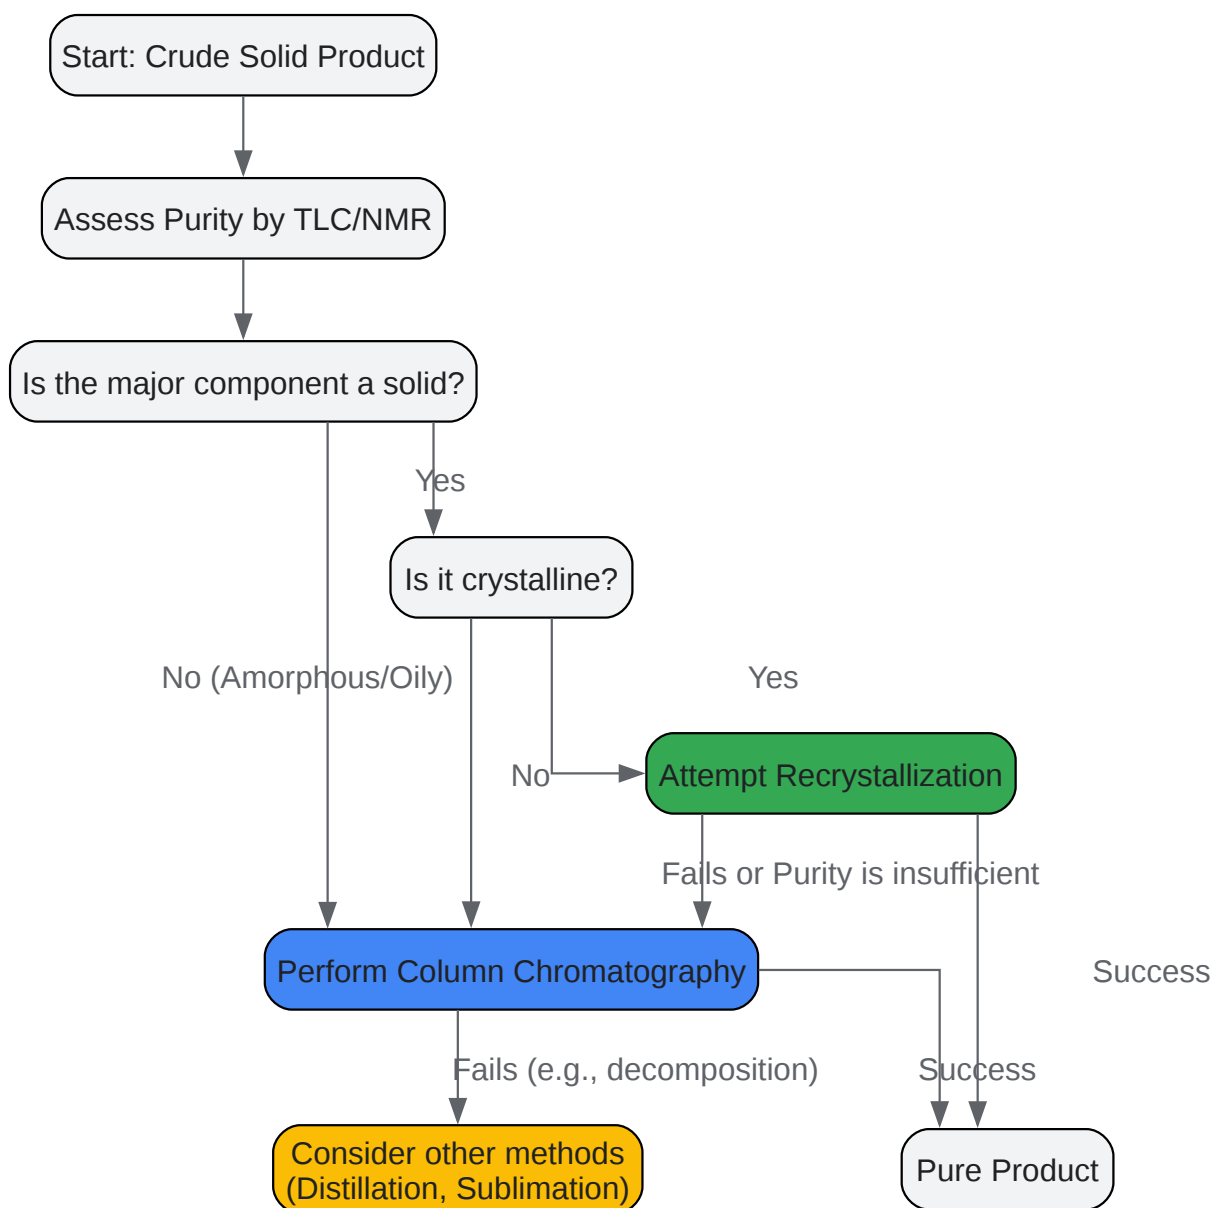 Start: Crude Solid Product
Assess Purity by TLC/NMR
Is the major component a solid?
Yes
Is it crystalline?
No (Amorphous/Oily)
Yes
No
Attempt Recrystallization
Fails or Purity is insufficient
Perform Column Chromatography
Success
Fails (e.g., decomposition)
Success
Consider other methods
(Distillation, Sublimation)
Pure Product